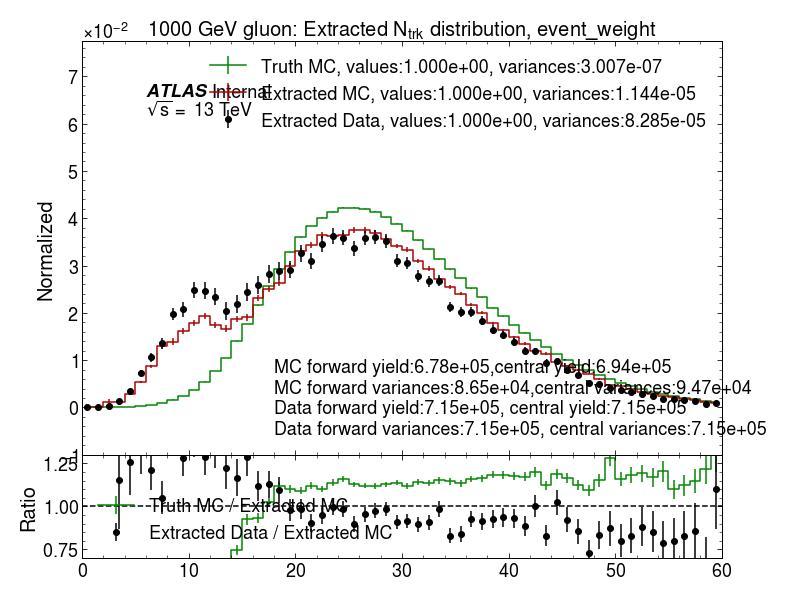 ×10⁻² 1000 GeV gluon: Extracted N_trk distribution, event_weight
Truth MC, values:1.000e+00, variances:3.007e-07
ATLAS Internal
Extracted MC, values:1.000e+00, variances:1.144e-05
√s = 13 TeV
Extracted Data, values:1.000e+00, variances:8.285e-05
Normalized
7
6
5
4
3
2
1
0
MC forward yield:6.78e+05,central yield:6.94e+05
MC forward variances:8.65e+04,central variances:9.47e+04
Data forward yield:7.15e+05, central yield:7.15e+05
Data forward variances:7.15e+05, central variances:7.15e+05
Ratio
1.25
1.00
0.75
Truth MC / Extracted MC
Extracted Data / Extracted MC
0 10 20 30 40 50 60